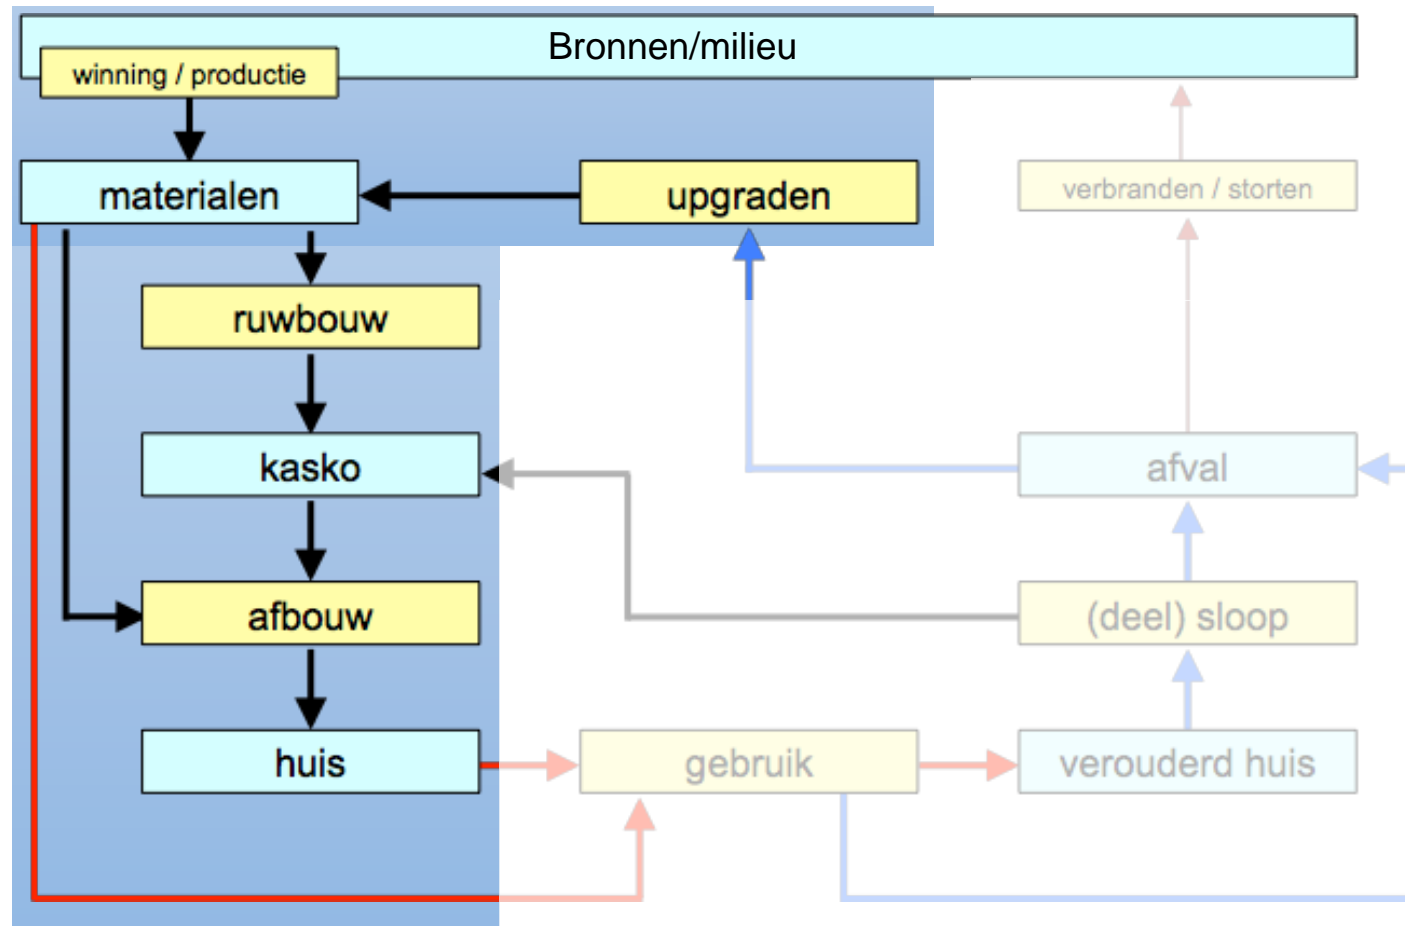 Bronnen/milieu
winning / productie
materialen
upgraden
verbranden / storten
ruwbouw
kasko
afval
afbouw
(deel) sloop
huis
gebruik
verouderd huis